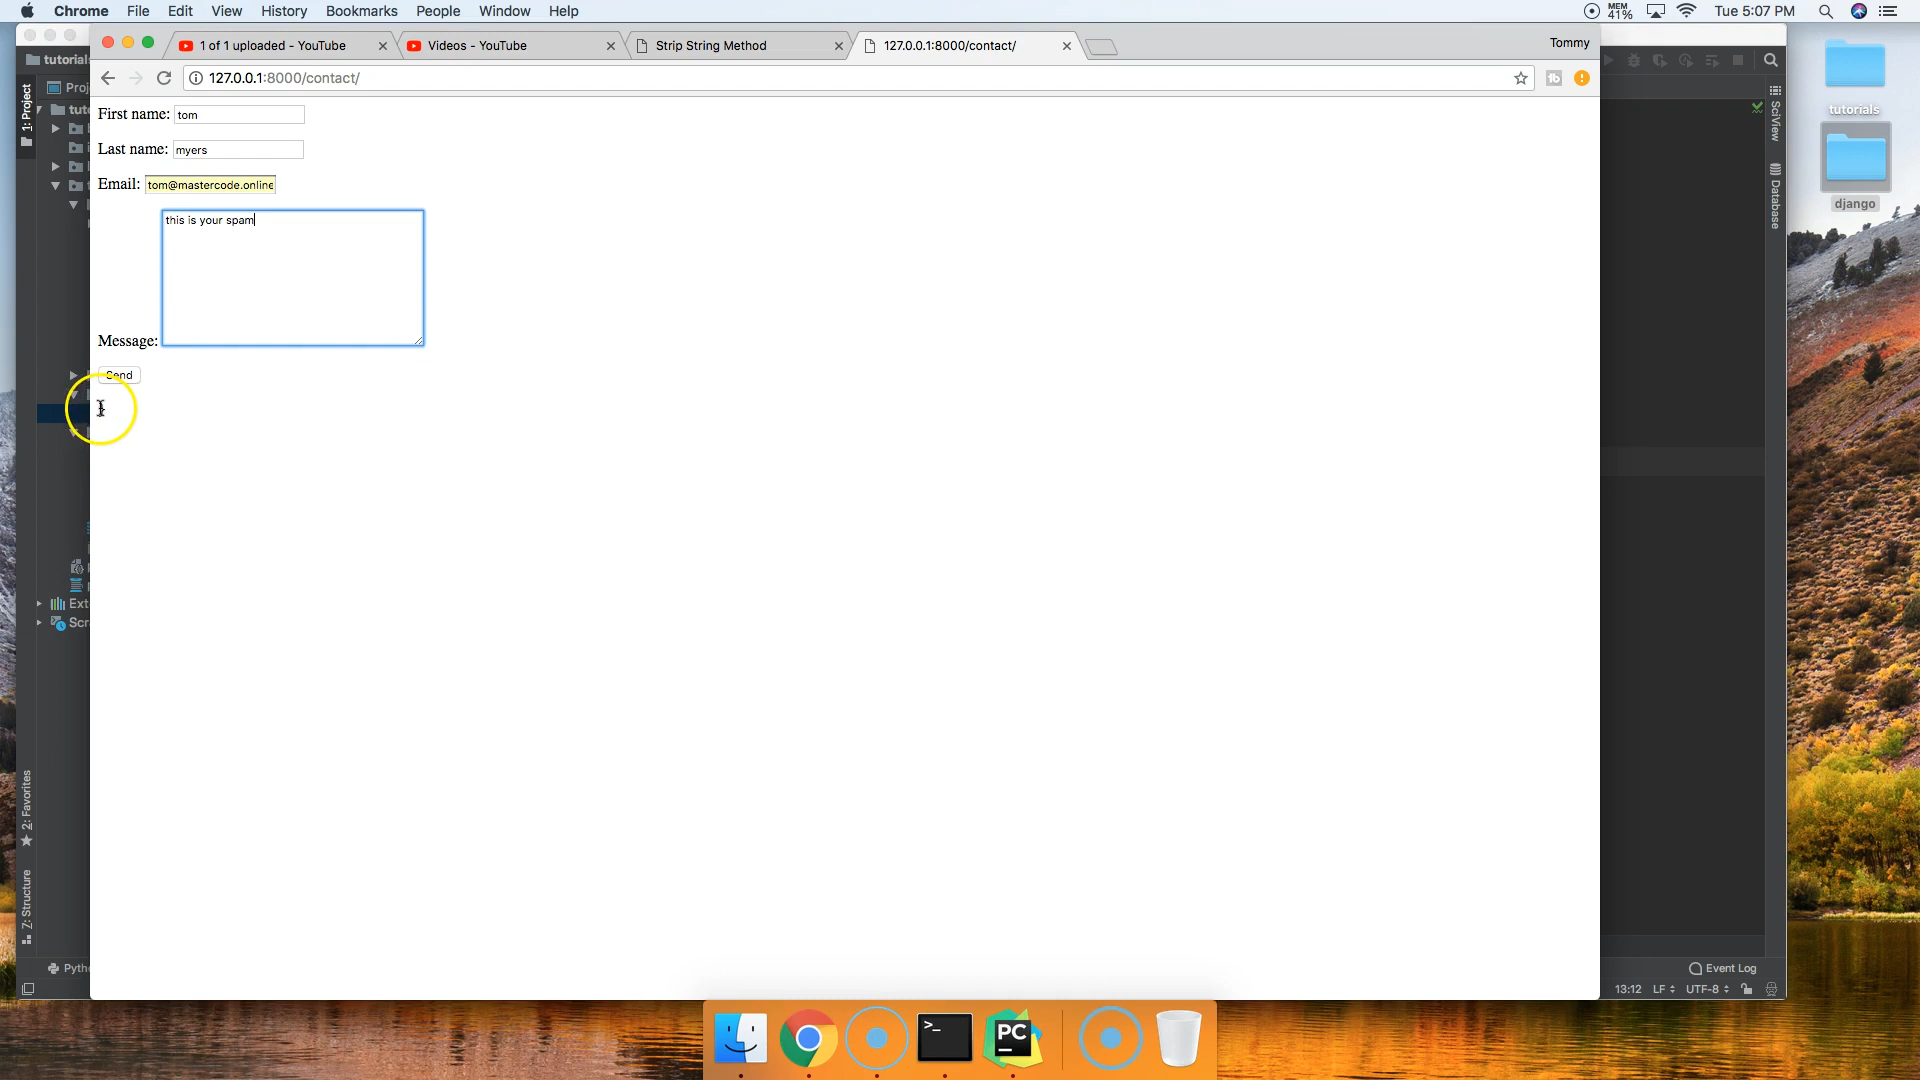 Chrome File Edit View History Bookmarks People Window Help
MEM 41% Tue 5:07 PM
1 of 1 uploaded - YouTube
Videos - YouTube
Strip String Method
127.0.0.1:8000/contact/
Tommy
127.0.0.1:8000/contact/
First name: tom
Last name: myers
Email: tom@mastercode.online
this is your spam
Message:
Send
tutorials
1: Project
2: Favorites
7: Structure
SciView
Database
Event Log
13:12 LF UTF-8
tutorials
django
>_
PC